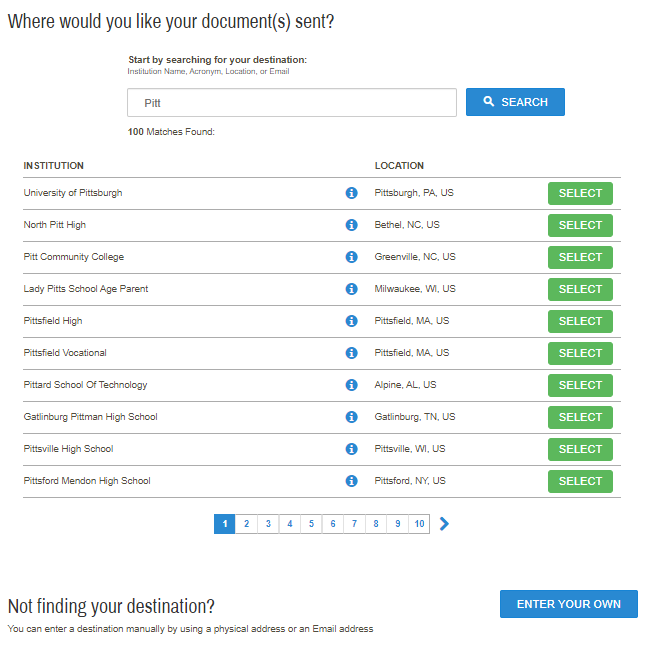 Where would you like your document(s) sent?
Start by searching for your destination:
Institution Name, Acronym, Location, or Email
Pitt SEARCH
100 Matches Found:
INSTITUTION LOCATION
University of Pittsburgh Pittsburgh, PA, US SELECT
North Pitt High Bethel, NC, US SELECT
Pitt Community College Greenville, NC, US SELECT
Lady Pitts School Age Parent Milwaukee, WI, US SELECT
Pittsfield High Pittsfield, MA, US SELECT
Pittsfield Vocational Pittsfield, MA, US SELECT
Pittard School Of Technology Alpine, AL, US SELECT
Gatlinburg Pittman High School Gatlinburg, TN, US SELECT
Pittsville High School Pittsville, WI, US SELECT
Pittsford Mendon High School Pittsford, NY, US SELECT
1 2 3 4 5 6 7 8 9 10
Not finding your destination? ENTER YOUR OWN
You can enter a destination manually by using a physical address or an Email address